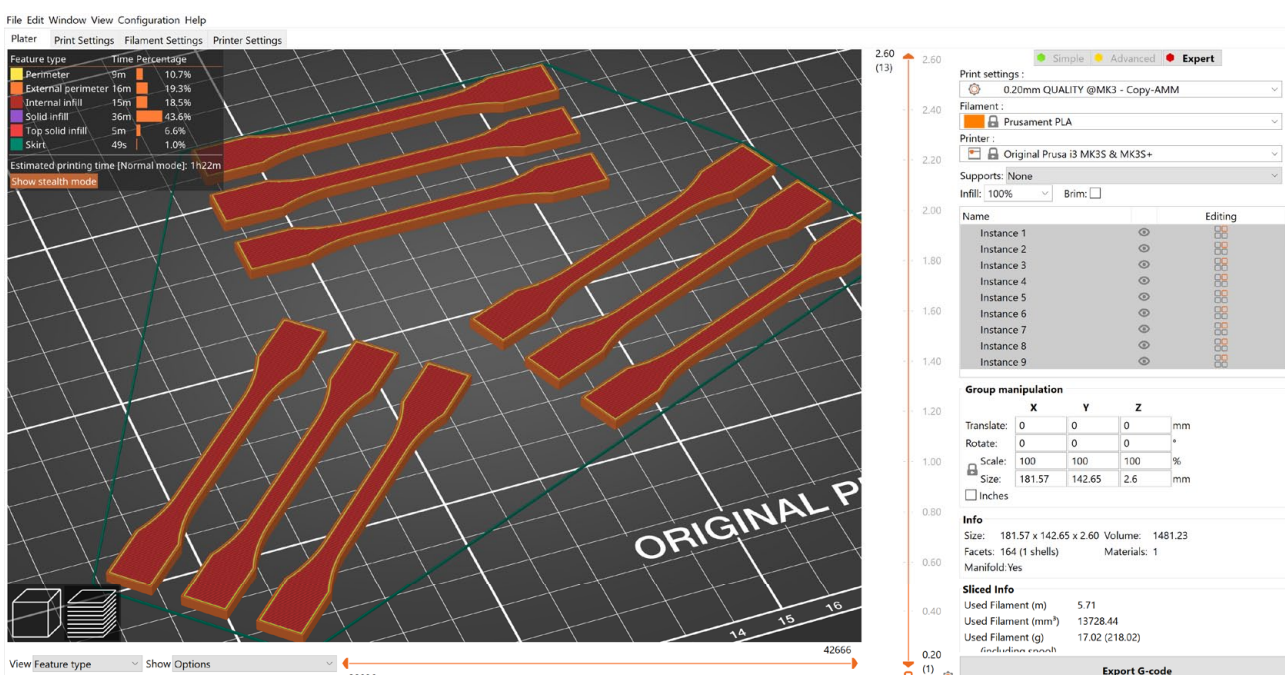 File Edit Window View Configuration Help
Plater Print Settings Filament Settings Printer Settings
Feature type Time Percentage
Perimeter 9m 10.7%
External perimeter 16m 19.3%
Internal infill 15m 18.5%
Solid infill 36m 43.6%
Top solid infill 5m 6.6%
Skirt 49s 1.0%
Estimated printing time [Normal mode]: 1h22m
Show stealth mode
ORIGINAL P
14 15 16
View Feature type Show Options
42666
2.60
(13)
2.60
2.40
2.20
2.00
1.80
1.60
1.40
1.20
1.00
0.80
0.60
0.40
0.20
(1)
Simple Advanced Expert
Print settings :
0.20mm QUALITY @MK3 - Copy-AMM
Filament :
Prusament PLA
Printer :
Original Prusa i3 MK3S & MK3S+
Supports: None
Infill: 100% Brim:
Name Editing
Instance 1
Instance 2
Instance 3
Instance 4
Instance 5
Instance 6
Instance 7
Instance 8
Instance 9
Group manipulation
X Y Z
Translate: 0 0 0 mm
Rotate: 0 0 0 °
Scale: 100 100 100 %
Size: 181.57 142.65 2.6 mm
Inches
Info
Size: 181.57 x 142.65 x 2.60 Volume: 1481.23
Facets: 164 (1 shells) Materials: 1
Manifold: Yes
Sliced Info
Used Filament (m) 5.71
Used Filament (mm³) 13728.44
Used Filament (g) 17.02 (218.02)
(including spool)
Export G-code